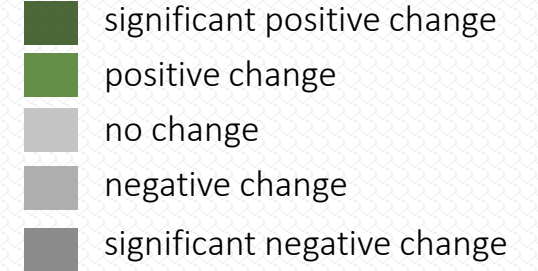 significant positive change
positive change
no change
negative change
significant negative change